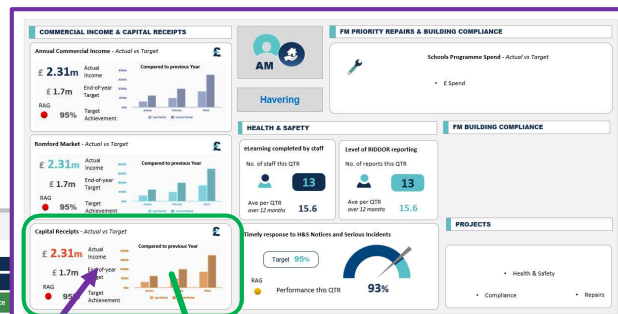 COMMERCIAL INCOME & CAPITAL RECEIPTS
Annual Commercial Income - Actual vs Target
£
£ 2.31m Actual Income
£ 1.7m End-of-year Target
RAG
95% Target Achievement
Compared to previous Year
Romford Market - Actual vs Target
£
£ 2.31m Actual Income
£ 1.7m End-of-year Target
RAG
95% Target Achievement
Compared to previous Year
Capital Receipts - Actual vs Target
£
£ 2.31m Actual Income
£ 1.7m
RAG
Target Achievement
Compared to previous Year
AM
Havering
HEALTH & SAFETY
eLearning completed by staff
No. of staff this QTR
13
Ave per QTR
over 12 months 15.6
Level of RIDDOR reporting
No. of reports this QTR
13
Ave per QTR
over 12 months 15.6
Timely response to H&S Notices and Serious Incidents
Target 95%
RAG
Performance this QTR 93%
FM PRIORITY REPAIRS & BUILDING COMPLIANCE
Schools Programme Spend - Actual vs Target
• £ Spend
FM BUILDING COMPLIANCE
PROJECTS
• Health & Safety
• Compliance
• Repairs